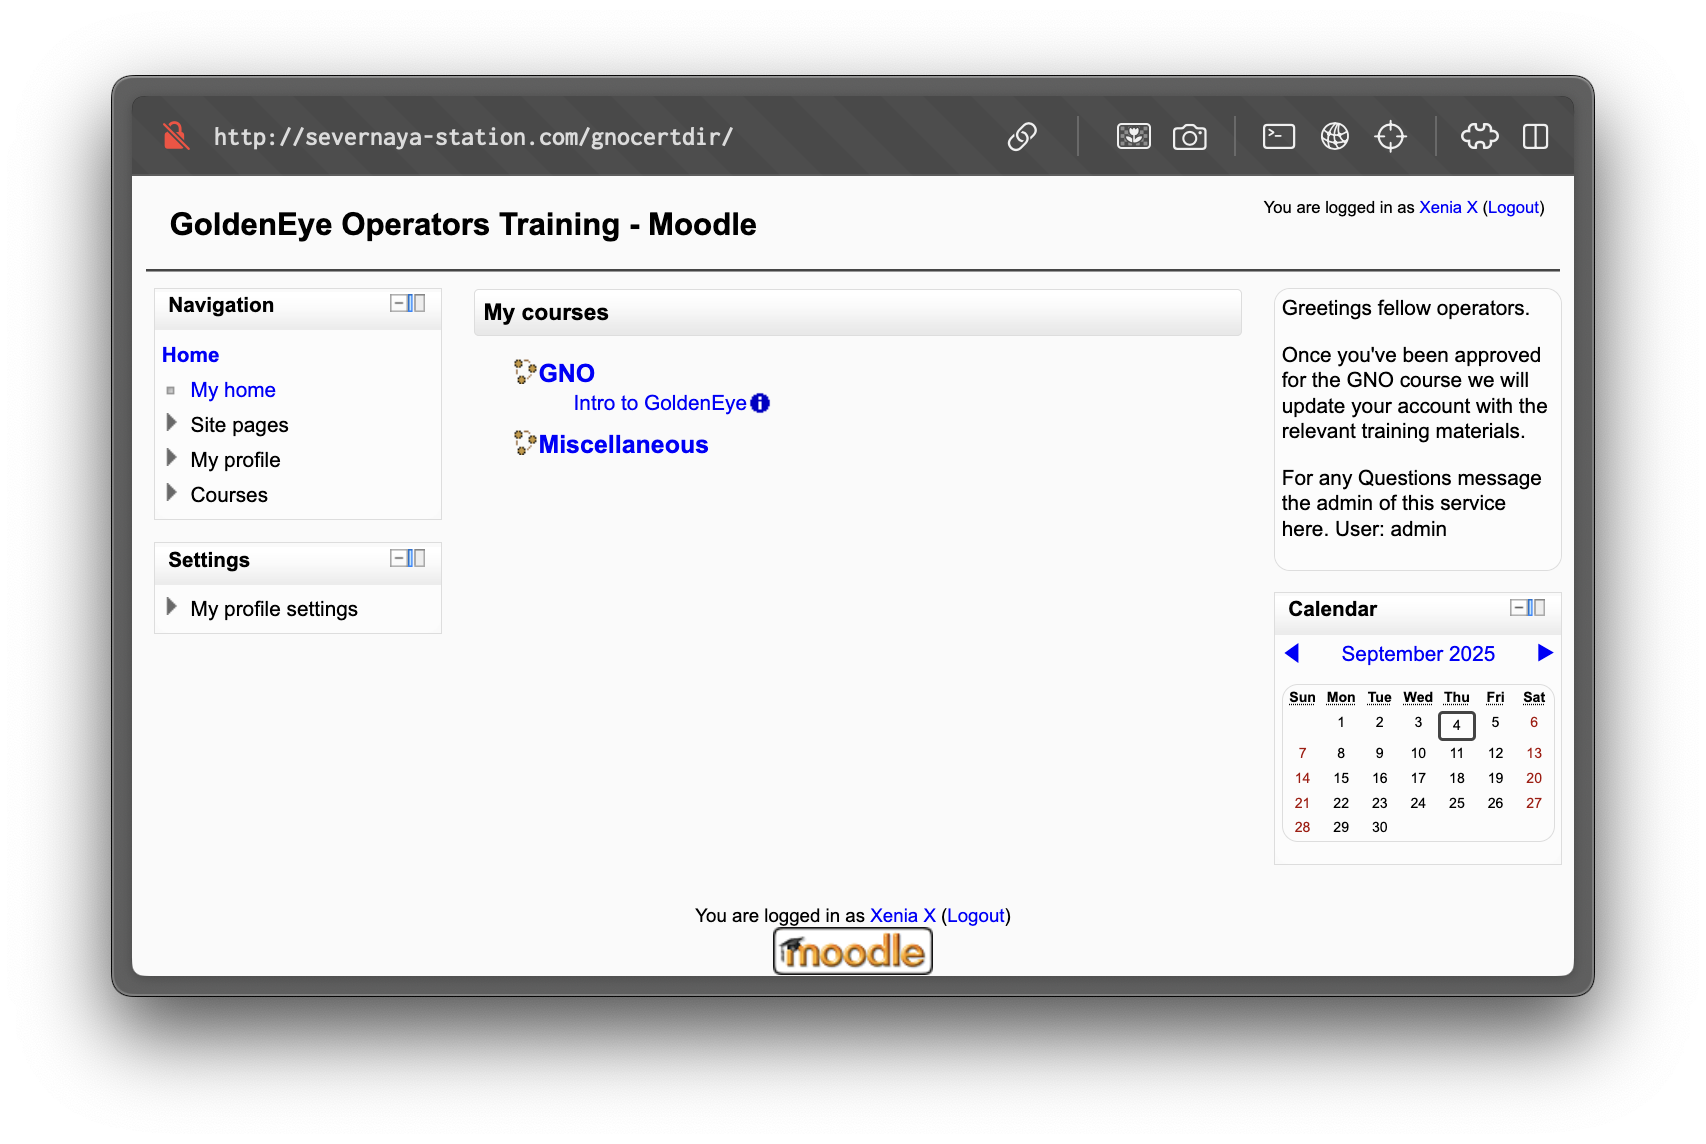 http://severnaya-station.com/gnocertdir/
GoldenEye Operators Training - Moodle
You are logged in as Xenia X (Logout)
Navigation
Home
My home
Site pages
My profile
Courses
Settings
My profile settings
My courses
GNO
Intro to GoldenEye
Miscellaneous
Greetings fellow operators.
Once you've been approved
for the GNO course we will
update your account with the
relevant training materials.
For any Questions message
the admin of this service
here. User: admin
Calendar
September 2025
Sun Mon Tue Wed Thu Fri Sat
1 2 3 4 5 6
7 8 9 10 11 12 13
14 15 16 17 18 19 20
21 22 23 24 25 26 27
28 29 30
You are logged in as Xenia X (Logout)
moodle